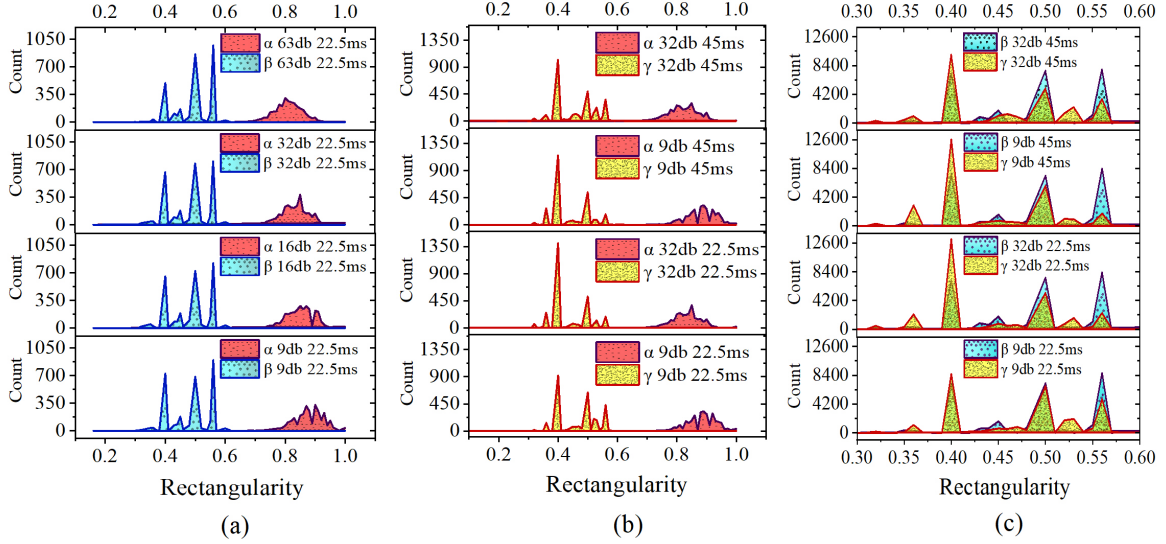 0.2 0.4 0.6 0.8 1.0
Count
1050
700
350
0
α 63db 22.5ms
β 63db 22.5ms
Count
1050
700
350
0
α 32db 22.5ms
β 32db 22.5ms
Count
1050
700
350
0
α 16db 22.5ms
β 16db 22.5ms
Count
1050
700
350
0
α 9db 22.5ms
β 9db 22.5ms
0.2 0.4 0.6 0.8 1.0
Rectangularity
(a)
0.2 0.4 0.6 0.8 1.0
Count
1350
900
450
0
α 32db 45ms
γ 32db 45ms
Count
1350
900
450
0
α 9db 45ms
γ 9db 45ms
Count
1350
900
450
0
α 32db 22.5ms
γ 32db 22.5ms
Count
1350
900
450
0
α 9db 22.5ms
γ 9db 22.5ms
0.2 0.4 0.6 0.8 1.0
Rectangularity
(b)
0.30 0.35 0.40 0.45 0.50 0.55 0.60
Count
12600
8400
4200
0
β 32db 45ms
γ 32db 45ms
Count
12600
8400
4200
0
β 9db 45ms
γ 9db 45ms
Count
12600
8400
4200
0
β 32db 22.5ms
γ 32db 22.5ms
Count
12600
8400
4200
0
β 9db 22.5ms
γ 9db 22.5ms
0.30 0.35 0.40 0.45 0.50 0.55 0.60
Rectangularity
(c)